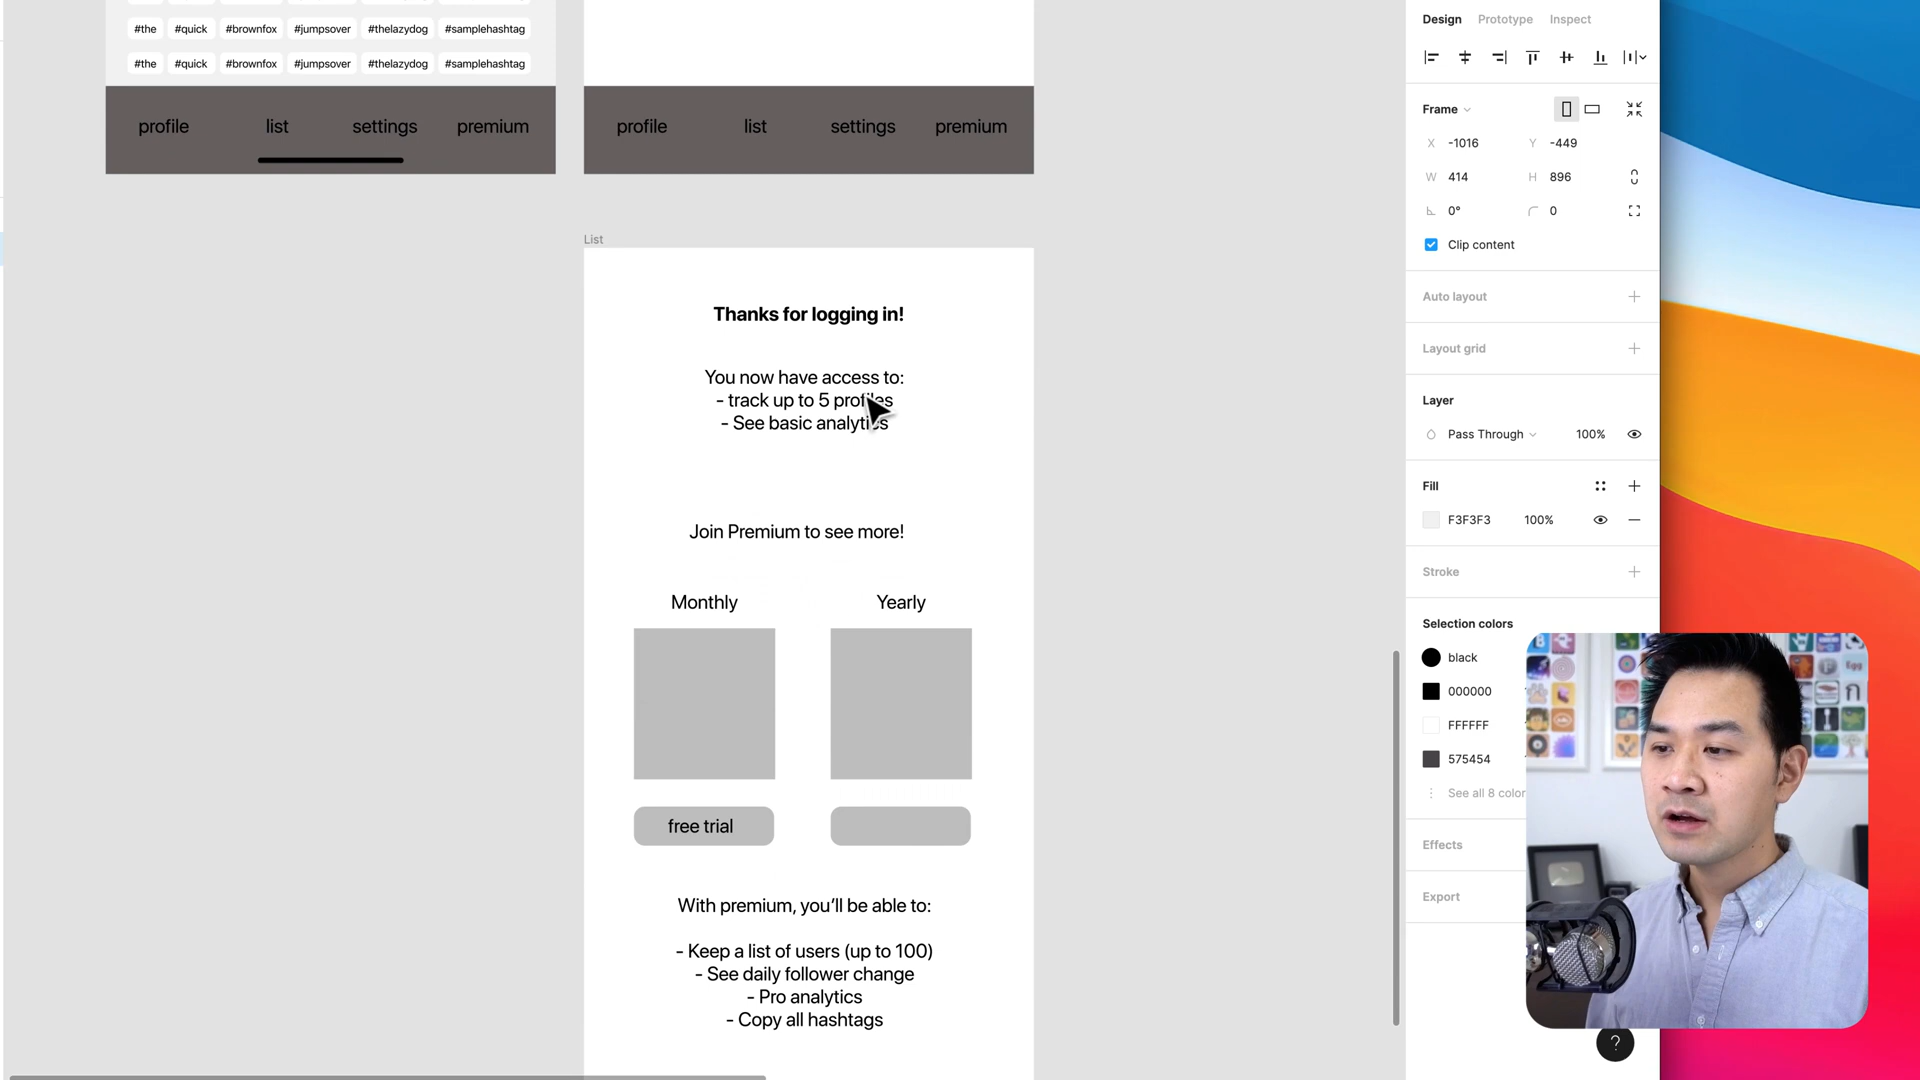 #the #quick #brownfox #jumpsover #thelazydog #samplehashtag
#the #quick #brownfox #jumpsover #thelazydog #samplehashtag
profile list settings premium
profile list settings premium
List
Thanks for logging in!
You now have access to:
- track up to 5 profiles
- See basic analytics
Join Premium to see more!
Monthly Yearly
free trial
With premium, you'll be able to:
- Keep a list of users (up to 100)
- See daily follower change
- Pro analytics
- Copy all hashtags
Design Prototype Inspect
Frame
X -1016 Y -449
W 414 H 896
0° 0
Clip content
Auto layout
Layout grid
Layer
Pass Through 100%
Fill
F3F3F3 100%
Stroke
Selection colors
black
000000
FFFFFF
575454
See all 8 color
Effects
Export
Egg
?